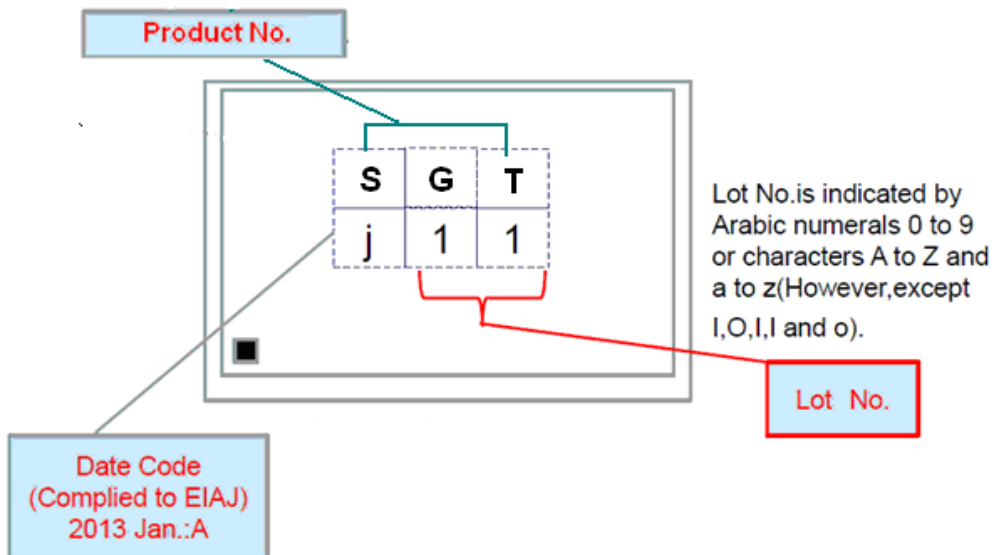 Product No.
S G T
j 1 1
Lot No.is indicated by
Arabic numerals 0 to 9
or characters A to Z and
a to z(However,except
I,O,I,I and o).
Lot No.
Date Code
(Complied to EIAJ)
2013 Jan.:A